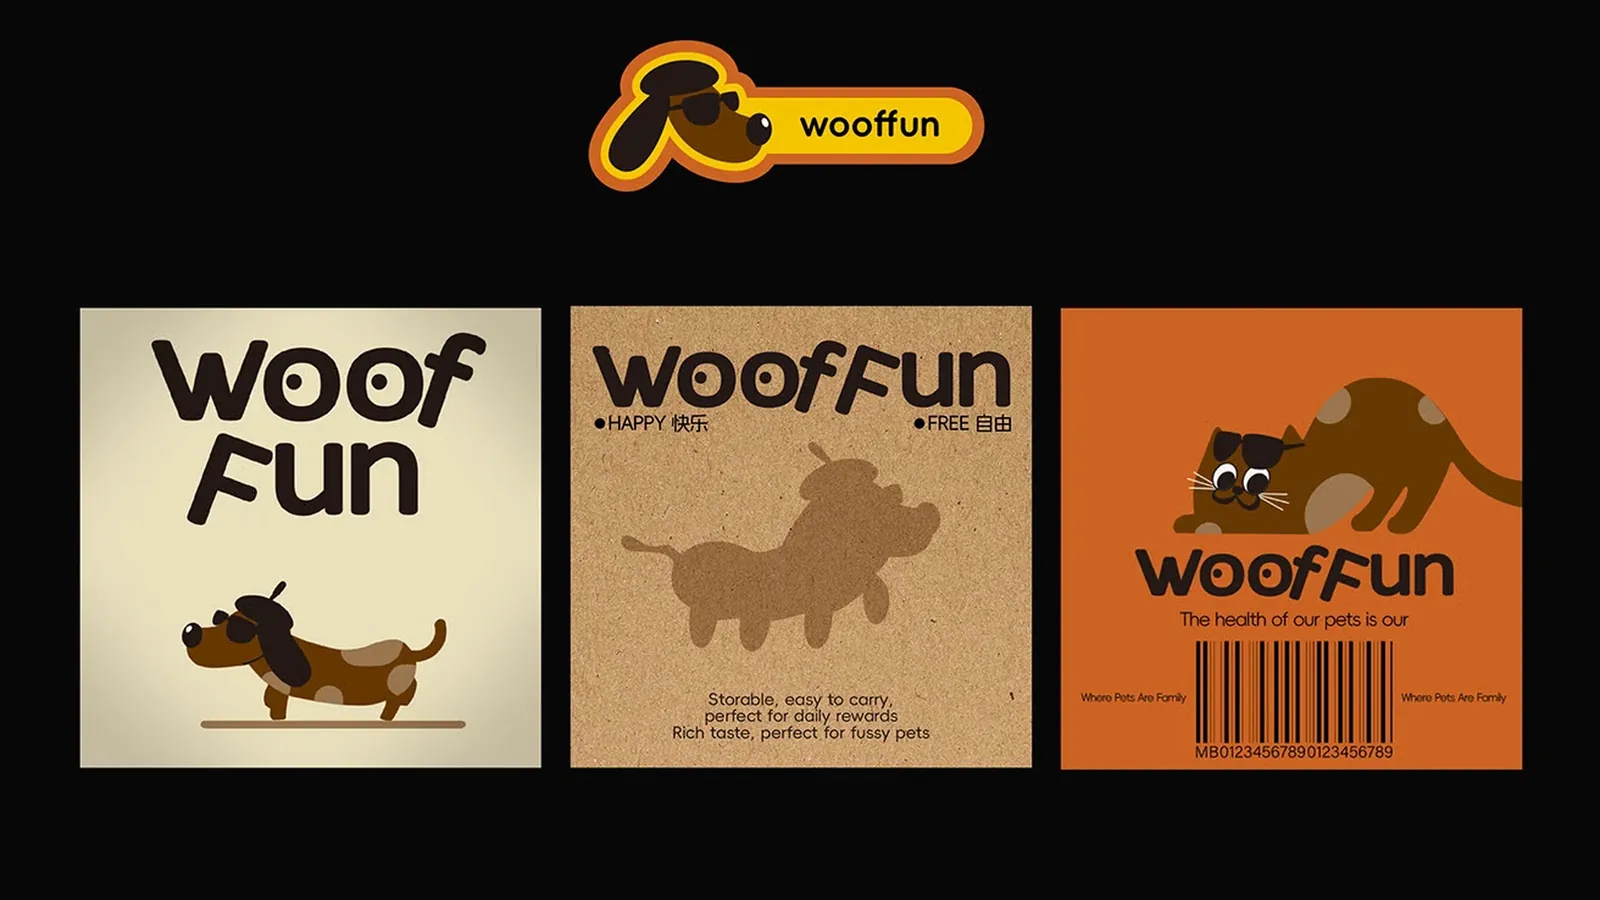 wooffun
Woof
Fun
WoofFun
●HAPPY 快乐
●FREE 自由
Storable, easy to carry,
perfect for daily rewards
Rich taste, perfect for fussy pets
WoofFun
The health of our pets is our
Where Pets Are Family
Where Pets Are Family
MB01234567890123456789